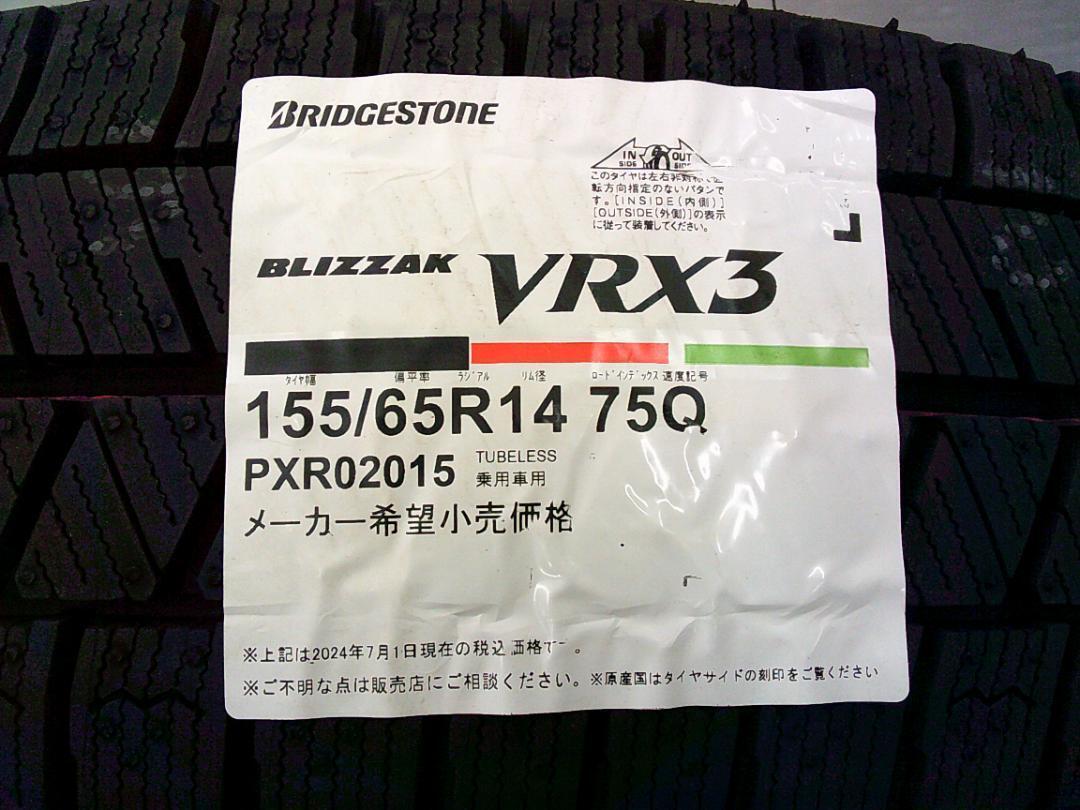 BRIDGESTONE
IN OUT
SIDE SIDE
このタイヤは左右非対称で
転方向指定のないパタンで
す。[INSIDE(内側)]
[OUTSIDE(外側)]の表示
に従って装着してください。
BLIZZAK VRX3
タイヤ幅 偏平率 ラジアル リム径 ロードインデックス 速度記号
155/65R14 75Q
PXR02015 TUBELESS
乗用車用
メーカー希望小売価格
※上記は2024年7月1日現在の税込価格で 。
※ご不明な点は販売店にご相談ください。※原産国はタイヤサイドの刻印をご覧ください